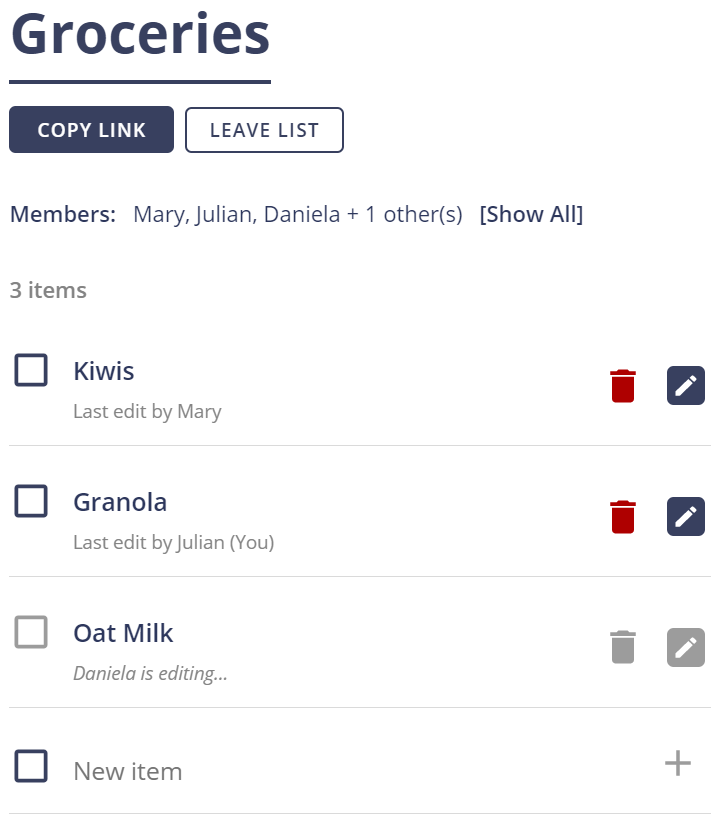 Groceries
COPY LINK LEAVE LIST
Members: Mary, Julian, Daniela + 1 other(s) [Show All]
3 items
Kiwis
Last edit by Mary
Granola
Last edit by Julian (You)
Oat Milk
Daniela is editing...
New item